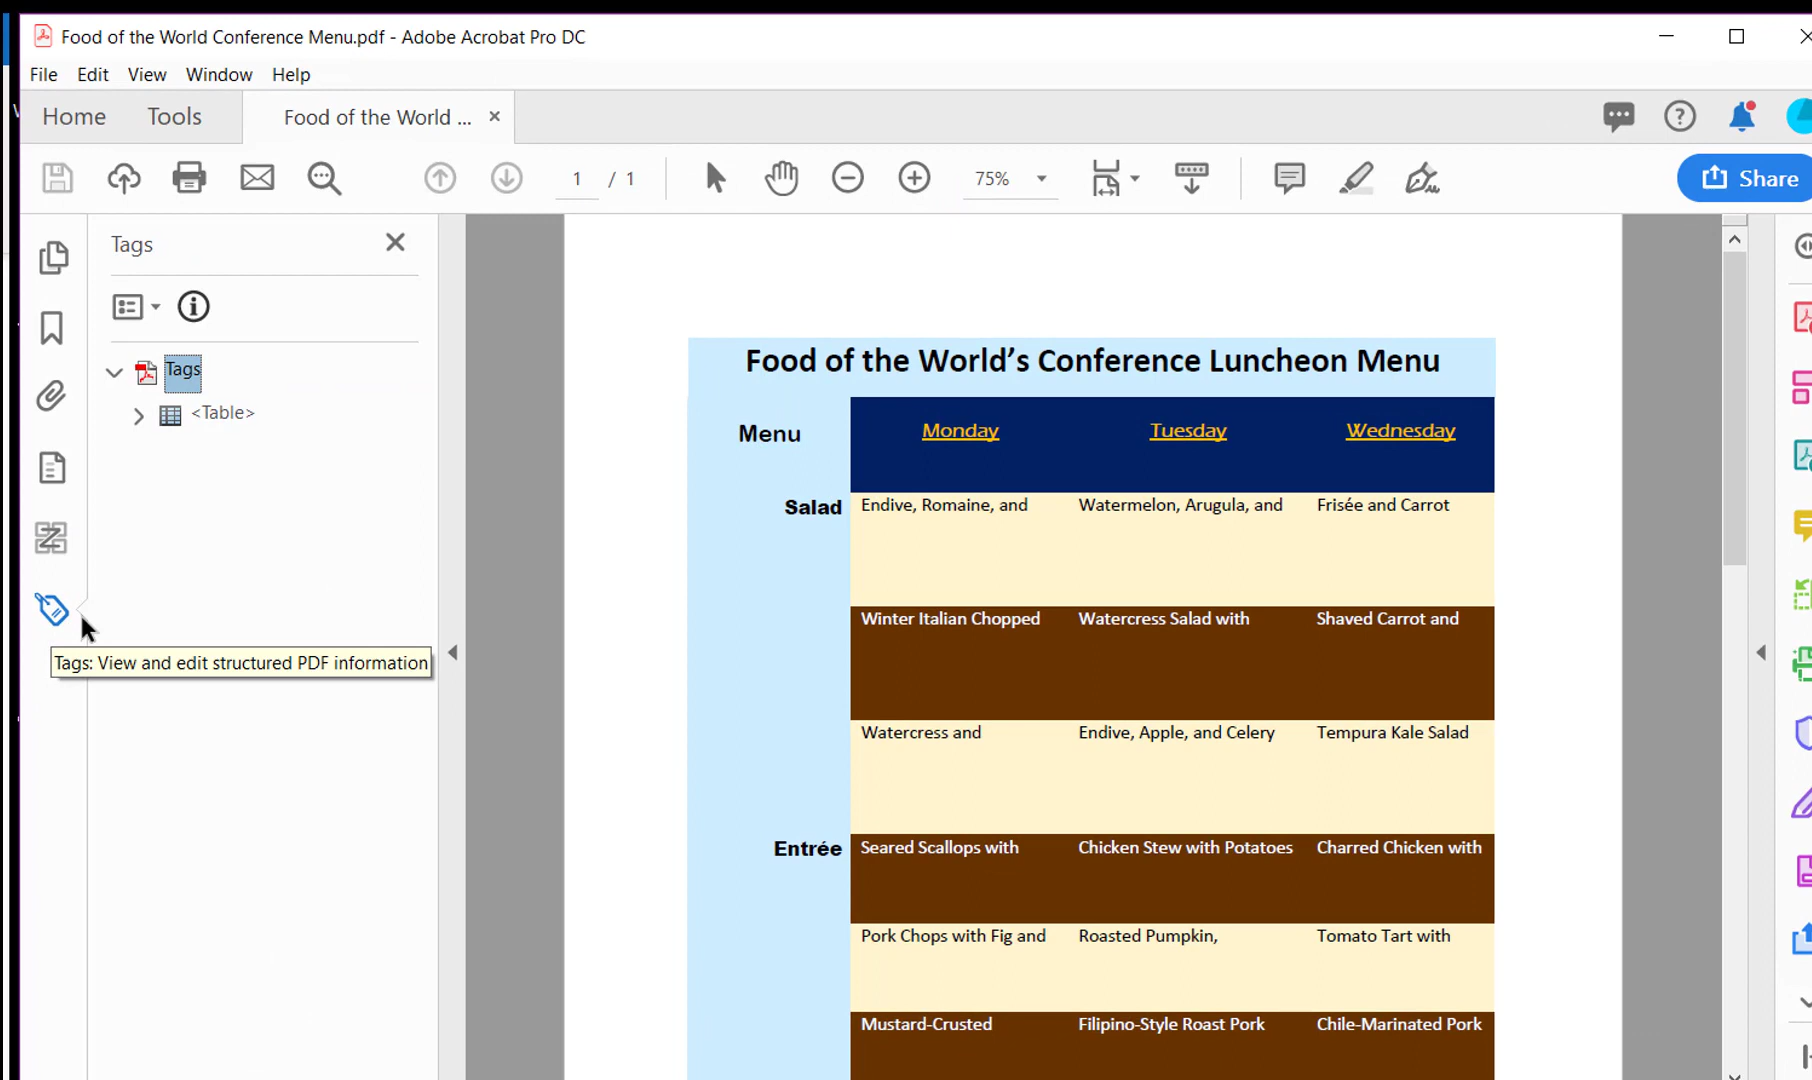 Food of the World Conference Menu.pdf - Adobe Acrobat Pro DC
File Edit View Window Help
Home Tools Food of the World ...
1 / 1 75% Share
Tags
Tags
<Table>
Tags: View and edit structured PDF information
Food of the World’s Conference Luncheon Menu
Menu Monday Tuesday Wednesday
Salad Endive, Romaine, and Watermelon, Arugula, and Frisée and Carrot
Winter Italian Chopped Watercress Salad with Shaved Carrot and
Watercress and Endive, Apple, and Celery Tempura Kale Salad
Entrée Seared Scallops with Chicken Stew with Potatoes Charred Chicken with
Pork Chops with Fig and Roasted Pumpkin, Tomato Tart with
Mustard-Crusted Filipino-Style Roast Pork Chile-Marinated Pork